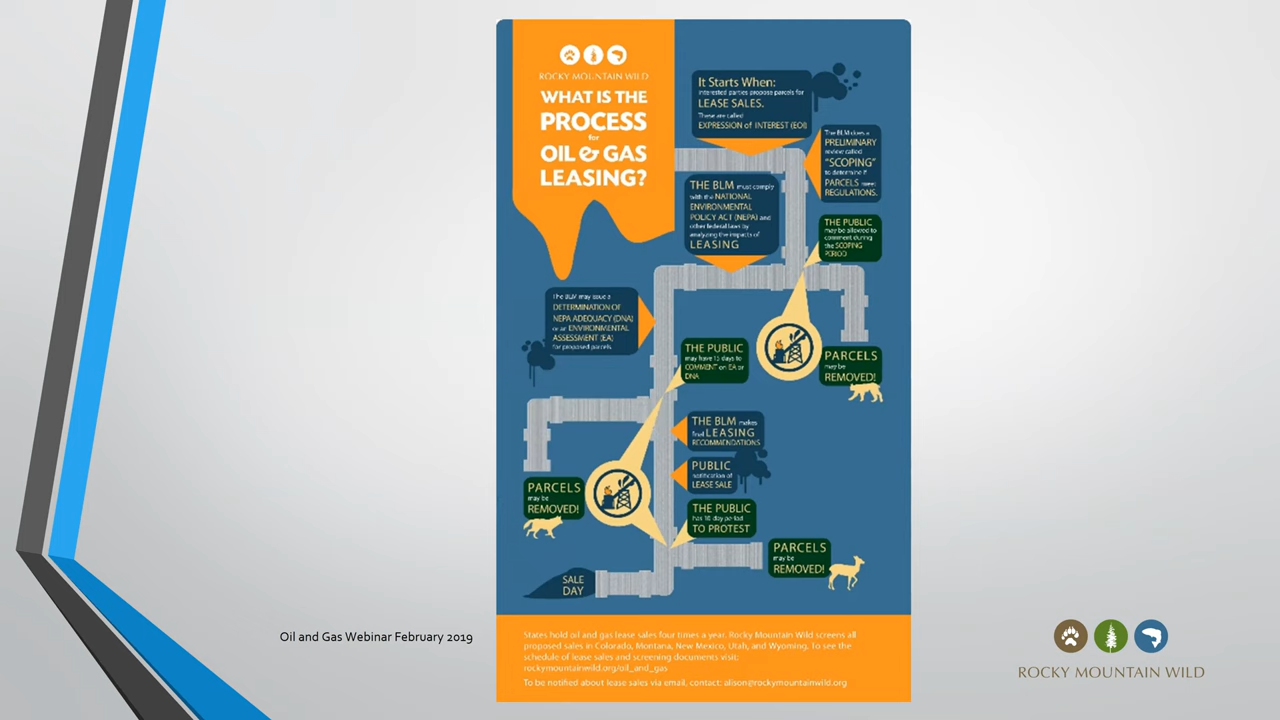 ROCKY MOUNTAIN WILD
WHAT IS THE
PROCESS
for
OIL & GAS
LEASING?
It Starts When:
Interested parties propose parcels for
LEASE SALES.
These are called
EXPRESSION of INTEREST (EOI)
The BLM does a
PRELIMINARY
review called
"SCOPING"
to determine if
PARCELS meet
REGULATIONS.
THE BLM must comply
with the NATIONAL
ENVIRONMENTAL
POLICY ACT (NEPA) and
other federal laws by
analyzing the impacts of
LEASING
THE PUBLIC
may be allowed to
comment during
the SCOPING
PERIOD
The BLM may issue a
DETERMINATION OF
NEPA ADEQUACY (DNA)
or an ENVIRONMENTAL
ASSESSMENT (EA)
for proposed parcels.
THE PUBLIC
may have 15 days to
COMMENT on EA or
DNA
PARCELS
may be
REMOVED!
THE BLM makes
final LEASING
RECOMMENDATIONS
PUBLIC
notification of
LEASE SALE
PARCELS
may be
REMOVED!
THE PUBLIC
has 10 day period
TO PROTEST
PARCELS
may be
REMOVED!
SALE
DAY
States hold oil and gas lease sales four times a year. Rocky Mountain Wild screens all
proposed sales in Colorado, Montana, New Mexico, Utah, and Wyoming. To see the
schedule of lease sales and screening documents visit:
rockymountainwild.org/oil_and_gas
To be notified about lease sales via email, contact: alison@rockymountainwild.org
Oil and Gas Webinar February 2019
ROCKY MOUNTAIN WILD